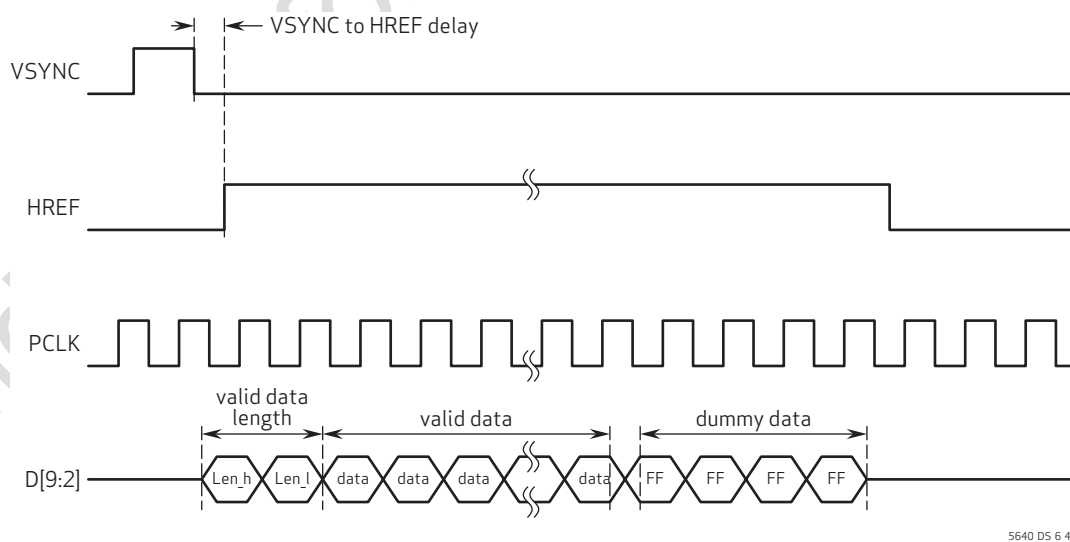 VSYNC to HREF delay
VSYNC
HREF
PCLK
valid data
length
valid data
dummy data
D[9:2]
Len_h
Len_l
data
data
data
data
FF
FF
FF
FF
5640 DS 6 4